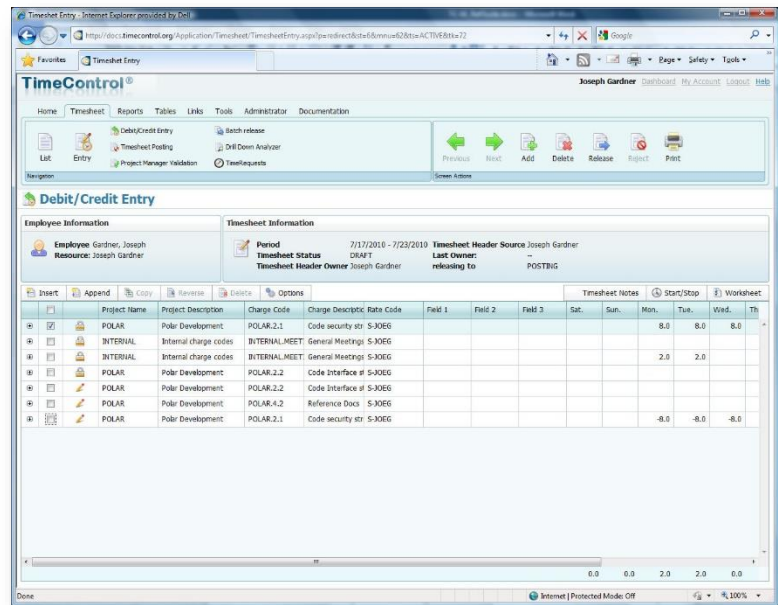 Timesheet Entry - Internet Explorer provided by Dell
http://docs.timecontrol.org/Application/Timesheet/TimesheetEntry.aspx?p=redirect&st=6&mnu=62&ts=ACTIVE&tk=72
Google
Favorites Timesheet Entry Page Safety Tools
TimeControl® Joseph Gardner Dashboard My Account Logout Help
Home Timesheet Reports Tables Links Tools Administrator Documentation
Debit/Credit Entry Batch release
Timesheet Posting Drill Down Analyzer
Project Manager Validation TimeRequests
List Entry Previous Next Add Delete Release Reject Print
Navigation Screen Actions
Debit/Credit Entry
Employee Information Timesheet Information
Employee Gardner, Joseph Period 7/17/2010 - 7/23/2010 Timesheet Header Source Joseph Gardner
Resource: Joseph Gardner Timesheet Status DRAFT Last Owner: --
Timesheet Header Owner Joseph Gardner releasing to POSTING
Insert Append Copy Reverse Delete Options Timesheet Notes Start/Stop Worksheet
Project Name Project Description Charge Code Charge Descriptic Rate Code Field 1 Field 2 Field 3 Sat. Sun. Mon. Tue. Wed. Th
POLAR Polar Development POLAR.2.1 Code security str S-JOEG 8.0 8.0 8.0
INTERNAL Internal charge codes INTERNAL.MEET General Meetings S-JOEG
INTERNAL Internal charge codes INTERNAL.MEET General Meetings S-JOEG 2.0 2.0
POLAR Polar Development POLAR.2.2 Code Interface st S-JOEG
POLAR Polar Development POLAR.2.2 Code Interface st S-JOEG
POLAR Polar Development POLAR.4.2 Reference Docs S-JOEG
POLAR Polar Development POLAR.2.1 Code security str S-JOEG -8.0 -8.0 -8.0
0.0 0.0 2.0 2.0 0.0
Done Internet | Protected Mode: Off 100%